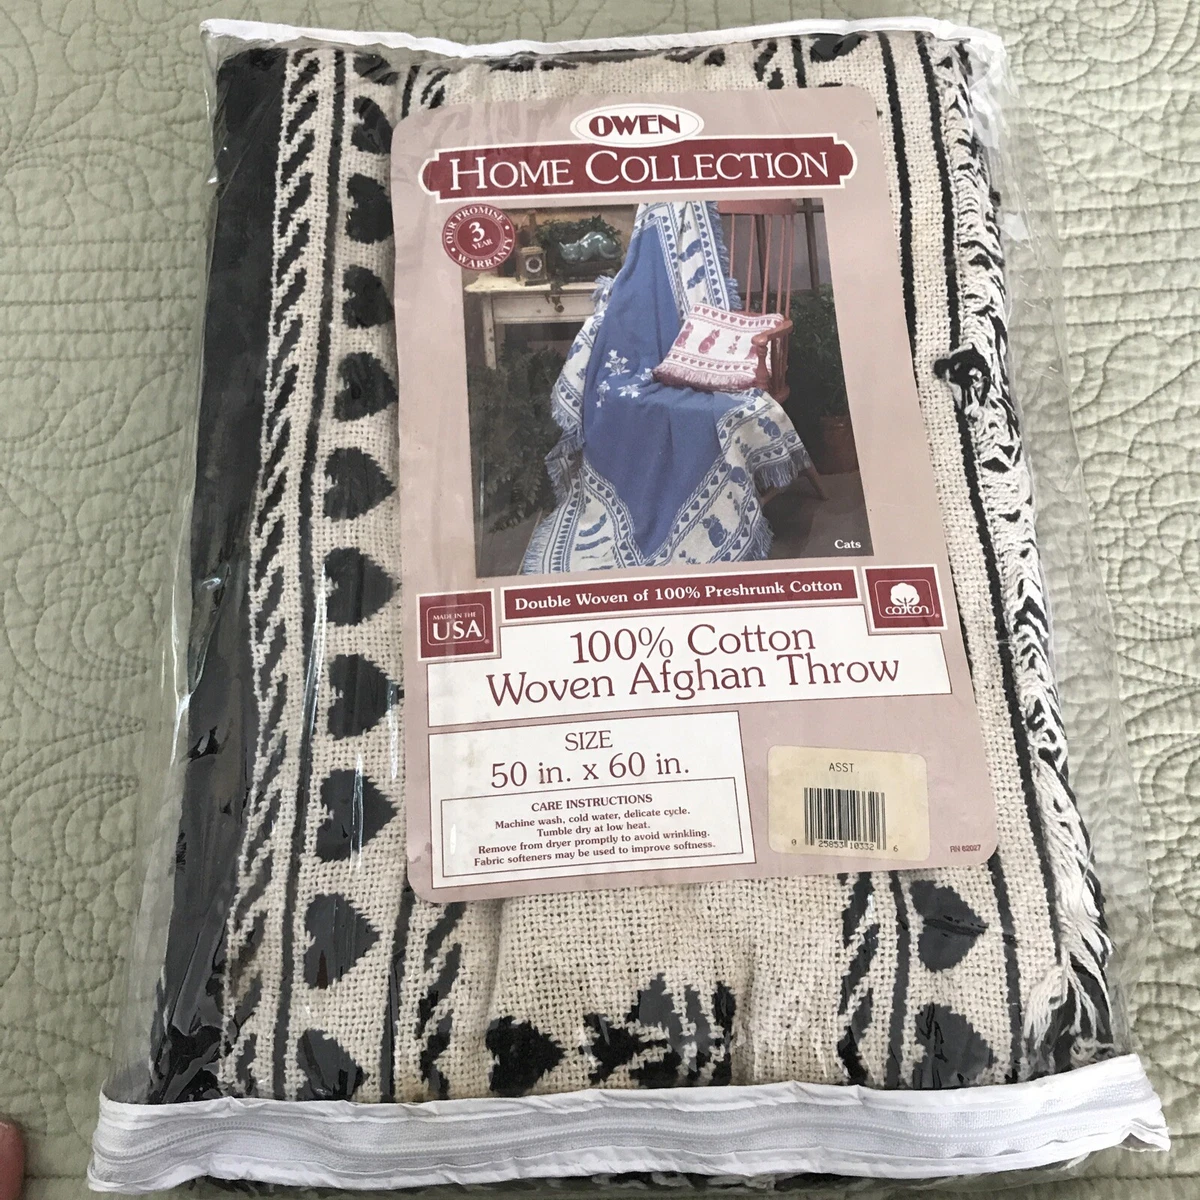 OWEN
HOME COLLECTION
OUR PROMISE
3
YEAR
WARRANTY
Cats
MADE IN THE
USA
Double Woven of 100% Preshrunk Cotton
cotton
100% Cotton
Woven Afghan Throw
SIZE
50 in. x 60 in.
CARE INSTRUCTIONS
Machine wash, cold water, delicate cycle.
Tumble dry at low heat.
Remove from dryer promptly to avoid wrinkling.
Fabric softeners may be used to improve softness.
ASST
0 25853 10332 6
RN 62027